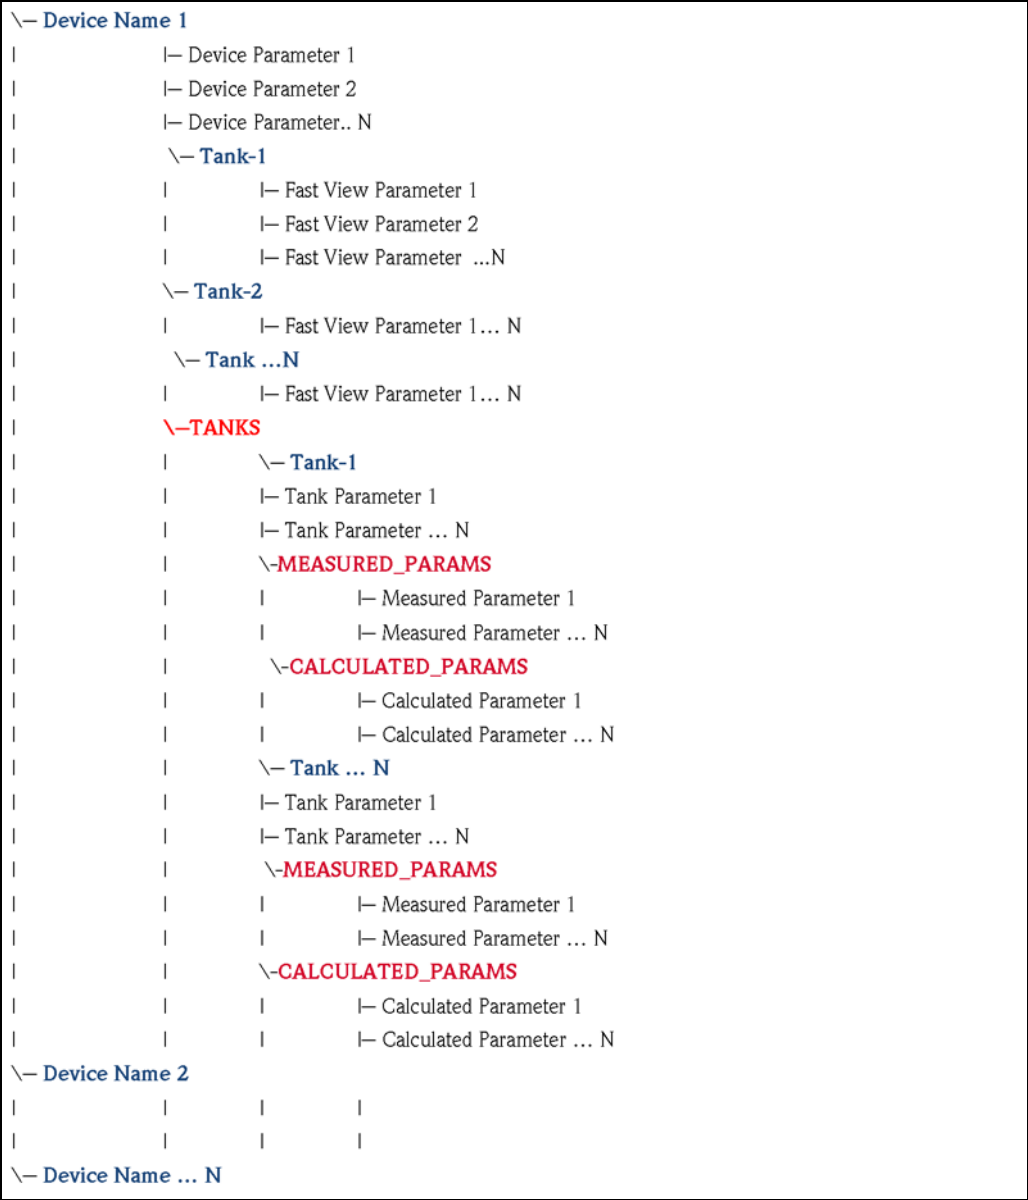 \– Device Name 1
| |– Device Parameter 1
| |– Device Parameter 2
| |– Device Parameter.. N
| \– Tank-1
| | |– Fast View Parameter 1
| | |– Fast View Parameter 2
| | |– Fast View Parameter ...N
| \– Tank-2
| | |– Fast View Parameter 1... N
| \– Tank ...N
| | |– Fast View Parameter 1... N
| \–TANKS
| | \– Tank-1
| | |– Tank Parameter 1
| | |– Tank Parameter ... N
| | \-MEASURED_PARAMS
| | | |– Measured Parameter 1
| | | |– Measured Parameter ... N
| | \-CALCULATED_PARAMS
| | | |– Calculated Parameter 1
| | | |– Calculated Parameter ... N
| | \– Tank ... N
| | |– Tank Parameter 1
| | |– Tank Parameter ... N
| | \-MEASURED_PARAMS
| | | |– Measured Parameter 1
| | | |– Measured Parameter ... N
| | \-CALCULATED_PARAMS
| | | |– Calculated Parameter 1
| | | |– Calculated Parameter ... N
\– Device Name 2
| | | |
| | | |
\– Device Name ... N